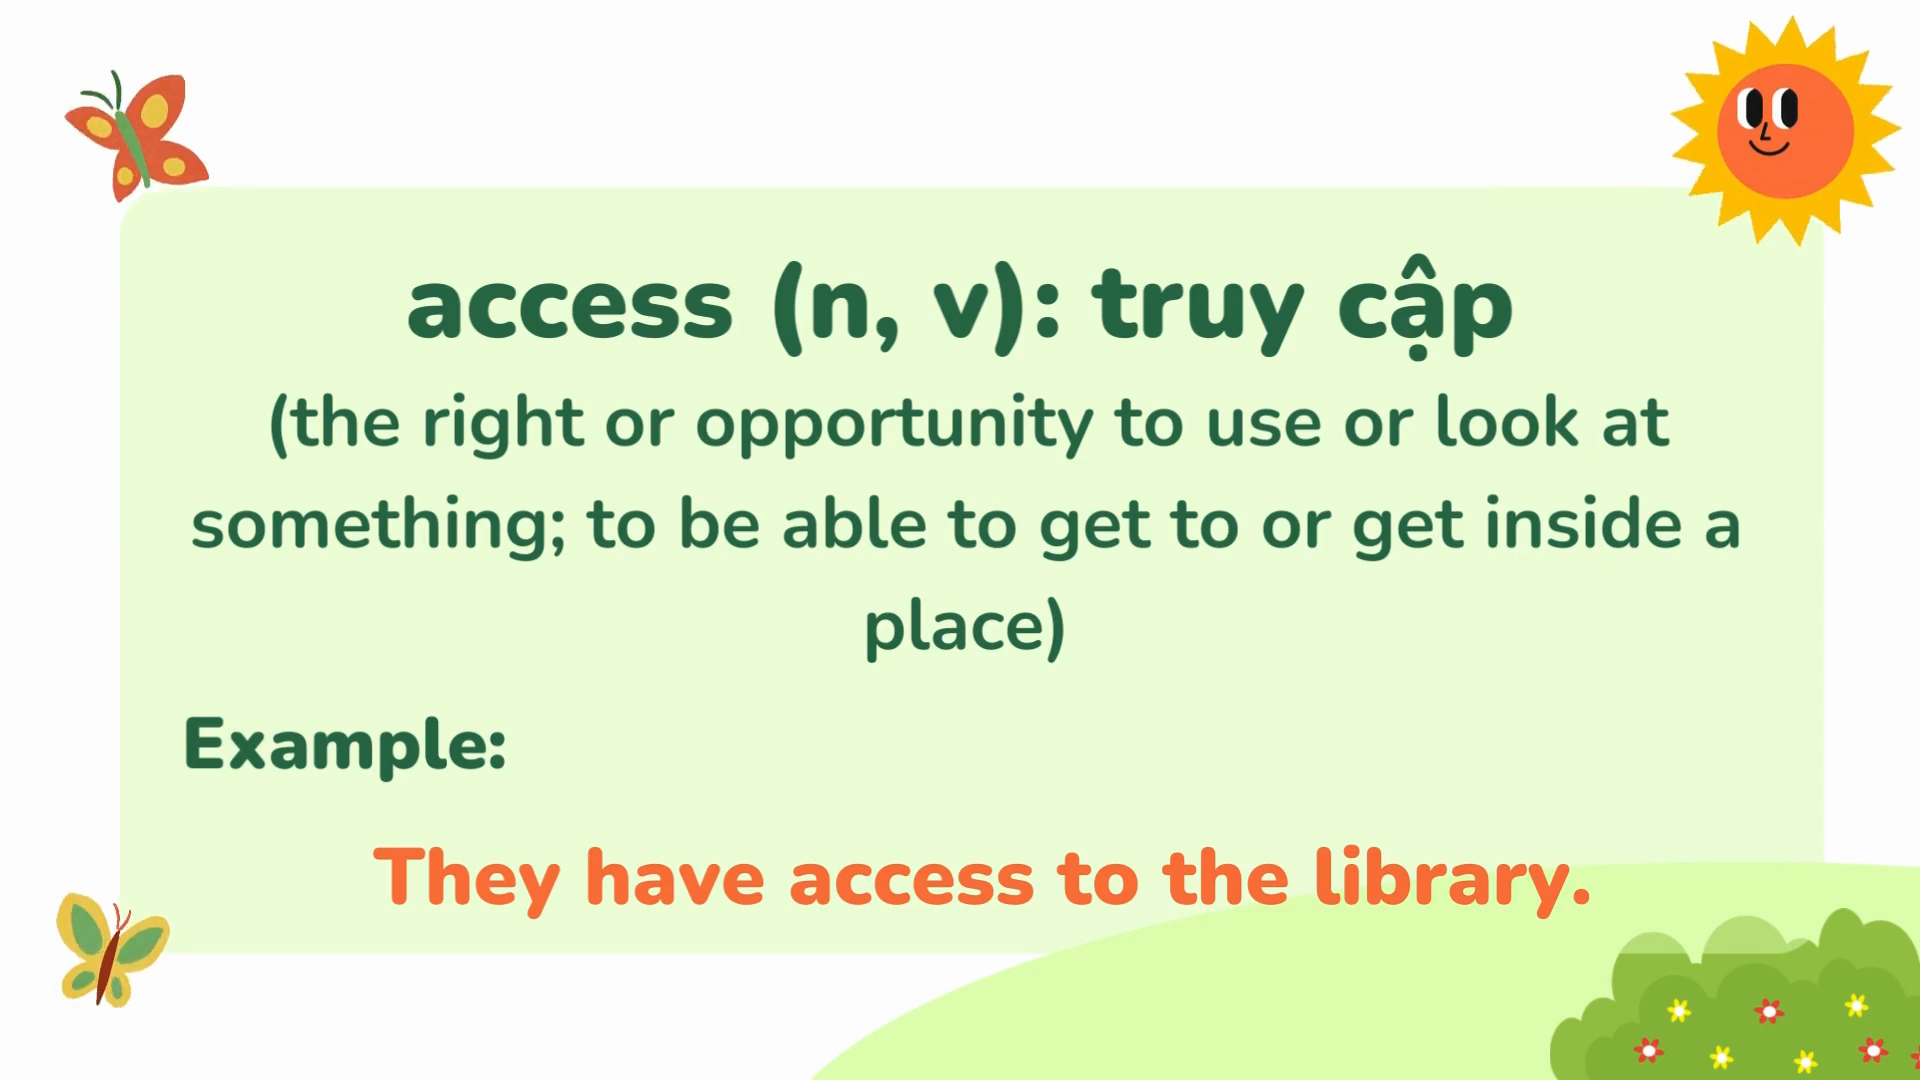 access (n, v): truy cập
(the right or opportunity to use or look at
something; to be able to get to or get inside a
place)
Example:
They have access to the library.